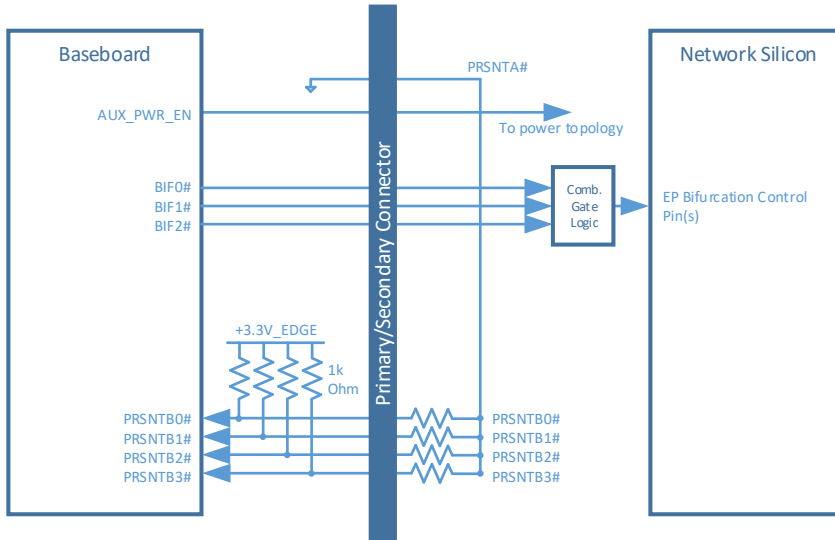 Baseboard
Network Silicon
PRSNTA#
AUX_PWR_EN
To power topology
Primary/Secondary Connector
BIF0#
BIF1#
BIF2#
Comb.
Gate
Logic
EP Bifurcation Control
Pin(s)
+3.3V_EDGE
1k
Ohm
PRSNTB0#
PRSNTB1#
PRSNTB2#
PRSNTB3#
PRSNTB0#
PRSNTB1#
PRSNTB2#
PRSNTB3#